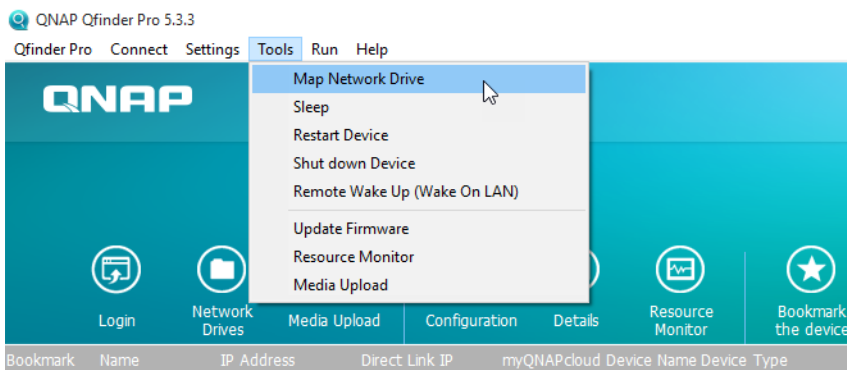 QNAP Qfinder Pro 5.3.3
Qfinder Pro Connect Settings Tools Run Help
QNAP
Map Network Drive
Sleep
Restart Device
Shut down Device
Remote Wake Up (Wake On LAN)
Update Firmware
Resource Monitor
Media Upload
Login
Network
Drives
Media Upload
Configuration
Details
Resource
Monitor
Bookmark
the device
Bookmark Name IP Address Direct Link IP myQNAPcloud Device Name Device Type